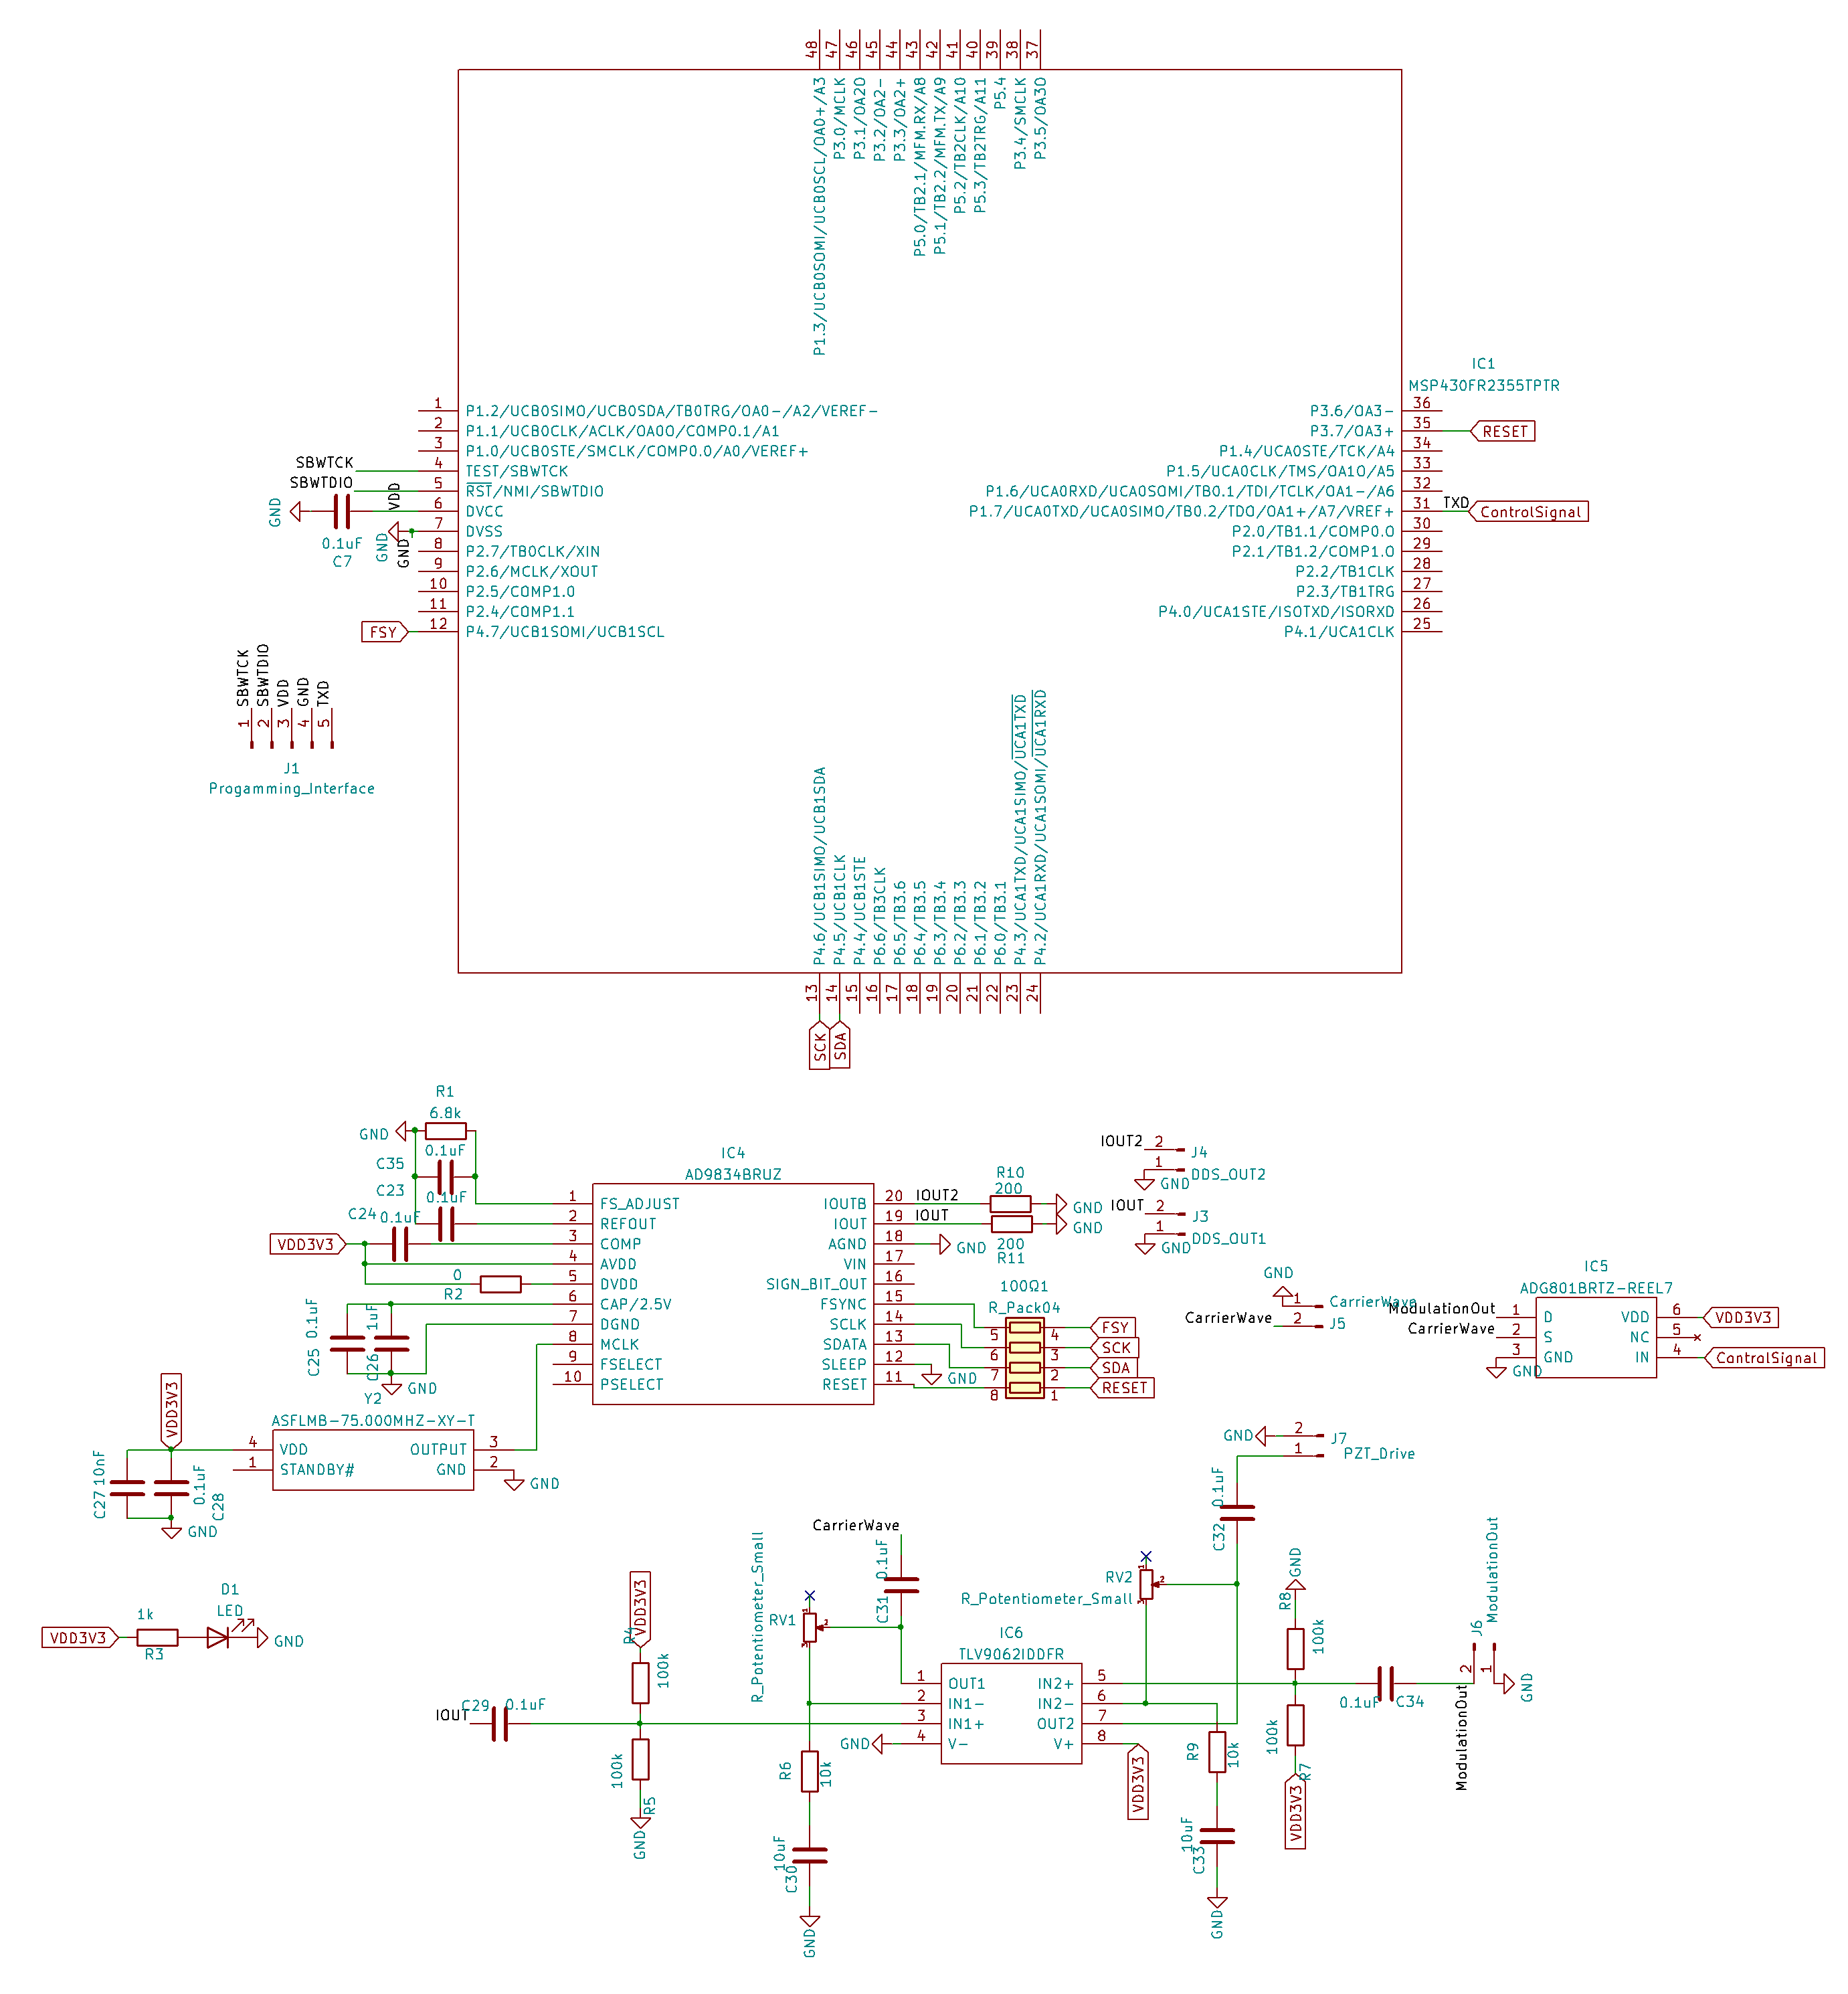 48
47
46
45
44
43
42
41
40
39
38
37
P1.3/UCB0SOMI/UCB0SCL/OA0+/A3
P3.0/MCLK
P3.1/OA2O
P3.2/OA2-
P3.3/OA2+
P5.0/TB2.1/MFM.RX/A8
P5.1/TB2.2/MFM.TX/A9
P5.2/TB2CLK/A10
P5.3/TB2TRG/A11
P5.4
P3.4/SMCLK
P3.5/OA3O
IC1
MSP430FR2355TPTR
1 P1.2/UCB0SIMO/UCB0SDA/TB0TRG/OA0-/A2/VEREF-
2 P1.1/UCB0CLK/ACLK/OA0O/COMP0.1/A1
3 P1.0/UCB0STE/SMCLK/COMP0.0/A0/VEREF+
SBWTCK 4 TEST/SBWTCK
SBWTDIO 5 RST/NMI/SBWTDIO
GND VDD 6 DVCC
0.1uF
C7
GND GND 7 DVSS
8 P2.7/TB0CLK/XIN
9 P2.6/MCLK/XOUT
10 P2.5/COMP1.0
11 P2.4/COMP1.1
FSY 12 P4.7/UCB1SOMI/UCB1SCL
P3.6/OA3- 36
P3.7/OA3+ 35 RESET
P1.4/UCA0STE/TCK/A4 34
P1.5/UCA0CLK/TMS/OA1O/A5 33
P1.6/UCA0RXD/UCA0SOMI/TB0.1/TDI/TCLK/OA1-/A6 32
P1.7/UCA0TXD/UCA0SIMO/TB0.2/TDO/OA1+/A7/VREF+ 31 TXD ControlSignal
P2.0/TB1.1/COMP0.O 30
P2.1/TB1.2/COMP1.O 29
P2.2/TB1CLK 28
P2.3/TB1TRG 27
P4.0/UCA1STE/ISOTXD/ISORXD 26
P4.1/UCA1CLK 25
SBWTCK
SBWTDIO
VDD
GND
TXD
1
2
3
4
5
J1
Progamming_Interface
P4.6/UCB1SIMO/UCB1SDA
P4.5/UCB1CLK
P4.4/UCB1STE
P6.6/TB3CLK
P6.5/TB3.6
P6.4/TB3.5
P6.3/TB3.4
P6.2/TB3.3
P6.1/TB3.2
P6.0/TB3.1
P4.3/UCA1TXD/UCA1SIMO/UCA1TXD
P4.2/UCA1RXD/UCA1SOMI/UCA1RXD
13
14
15
16
17
18
19
20
21
22
23
24
SCK
SDA
R1
6.8k
GND
0.1uF
C35
C23
0.1uF
C24
0.1uF
VDD3V3
0
R2
0.1uF
C25
1uF
C26
GND
IC4
AD9834BRUZ
1 FS_ADJUST
2 REFOUT
3 COMP
4 AVDD
5 DVDD
6 CAP/2.5V
7 DGND
8 MCLK
9 FSELECT
10 PSELECT
IOUTB 20 IOUT2
IOUT 19 IOUT
AGND 18 GND
VIN 17
SIGN_BIT_OUT 16
FSYNC 15
SCLK 14
SDATA 13
SLEEP 12 GND
RESET 11
R10
200
GND
GND
200
R11
100Ω1
R_Pack04
5 4 FSY
6 3 SCK
7 2 SDA
8 1 RESET
IOUT2 2 J4
1 DDS_OUT2
GND
IOUT 2 J3
1 DDS_OUT1
GND
GND
1 CarrierWave
CarrierWave 2 J5
IC5
ADG801BRTZ-REEL7
ModulationOut 1 D VDD 6 VDD3V3
CarrierWave 2 S NC 5
3 GND IN 4 ControlSignal
GND
Y2
ASFLMB-75.000MHZ-XY-T
4 VDD OUTPUT 3
1 STANDBY# GND 2
GND
VDD3V3
C27
10nF
0.1uF
C28
GND
GND 2 J7
1 PZT_Drive
0.1uF
C32
D1
LED
VDD3V3
1k
R3
GND
VDD3V3
R4
100k
IOUT
C29
0.1uF
100k
R5
GND
R_Potentiometer_Small
RV1
CarrierWave
0.1uF
C31
RV2
R_Potentiometer_Small
IC6
TLV9062IDDFR
1 OUT1 IN2+ 5
2 IN1- IN2- 6
3 IN1+ OUT2 7
4 V- V+ 8
GND
VDD3V3
R6
10k
10uF
C30
GND
R9
10k
10uF
C33
GND
GND
R8
100k
100k
R7
VDD3V3
0.1uF
C34
ModulationOut
J6
2
1
ModulationOut
GND